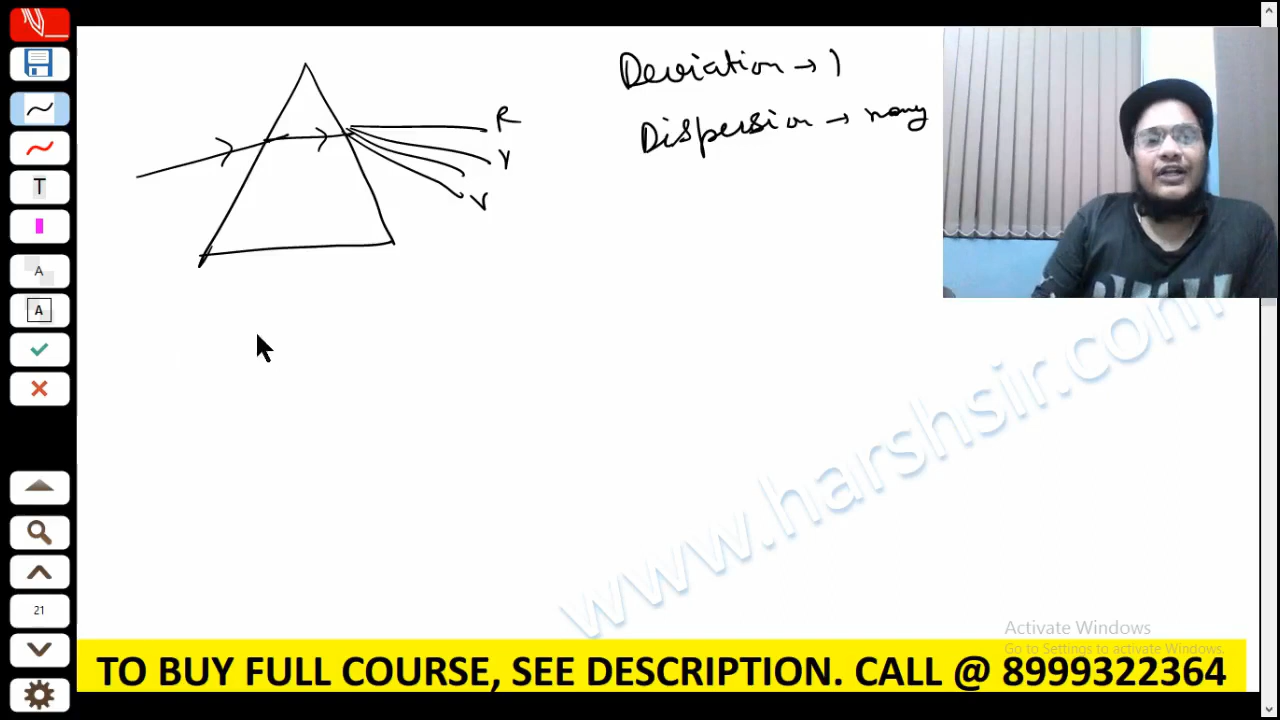 Deviation → 1
Dispersion → many
R
Y
V
T
A
A
21
www.harshsir.com
Activate Windows
Go to Settings to activate Windows.
TO BUY FULL COURSE, SEE DESCRIPTION. CALL @ 8999322364